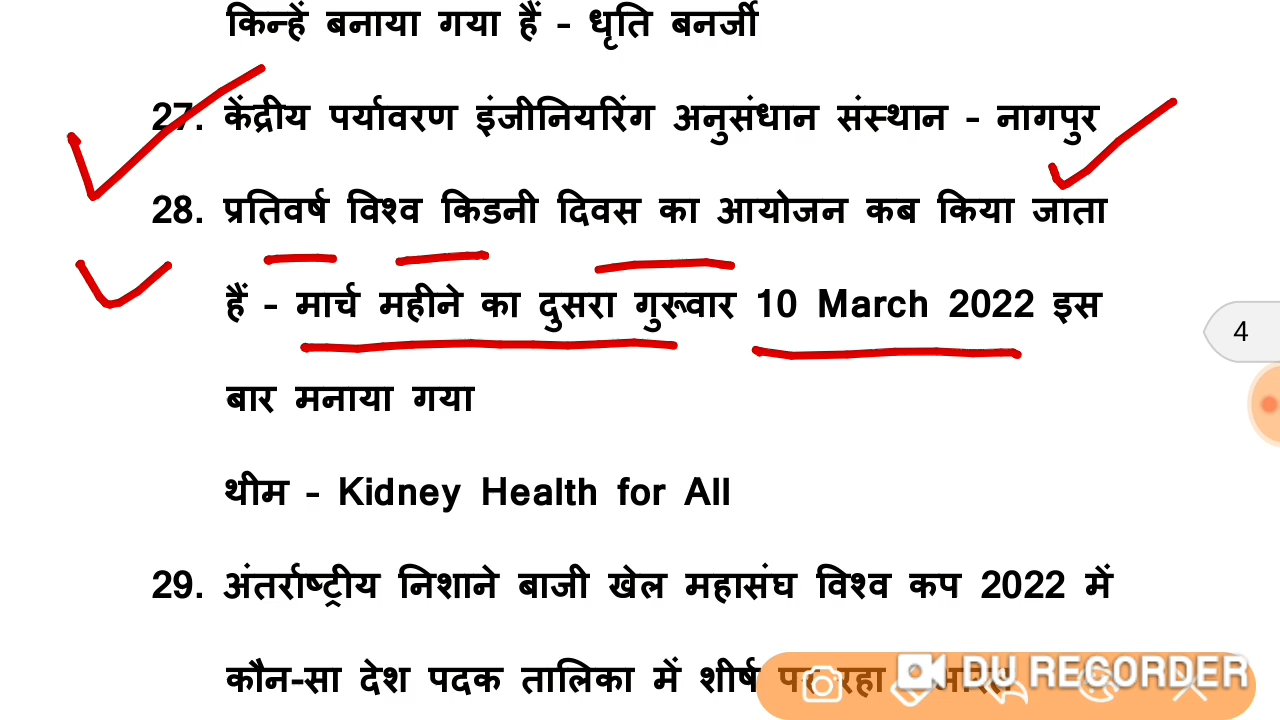 किन्हें बनाया गया हैं - धृति बनर्जी
27. केंद्रीय पर्यावरण इंजीनियरिंग अनुसंधान संस्थान - नागपुर
28. प्रतिवर्ष विश्व किडनी दिवस का आयोजन कब किया जाता
हैं - मार्च महीने का दुसरा गुरूवार 10 March 2022 इस
4
बार मनाया गया
थीम - Kidney Health for All
29. अंतर्राष्ट्रीय निशाने बाजी खेल महासंघ विश्व कप 2022 में
कौन-सा देश पदक तालिका में शीर्ष पर रहा
DU RECORDER